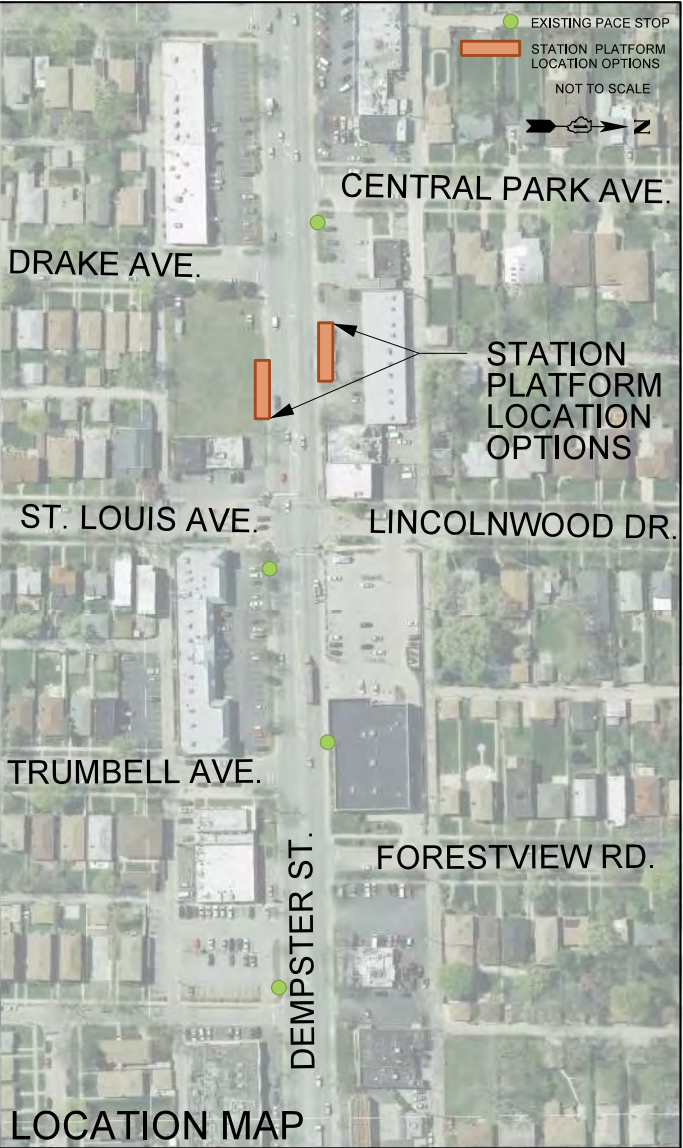 EXISTING PACE STOP
STATION PLATFORM
LOCATION OPTIONS
NOT TO SCALE
N
CENTRAL PARK AVE.
DRAKE AVE.
STATION
PLATFORM
LOCATION
OPTIONS
ST. LOUIS AVE.
LINCOLNWOOD DR.
TRUMBELL AVE.
FORESTVIEW RD.
DEMPSTER ST.
LOCATION MAP